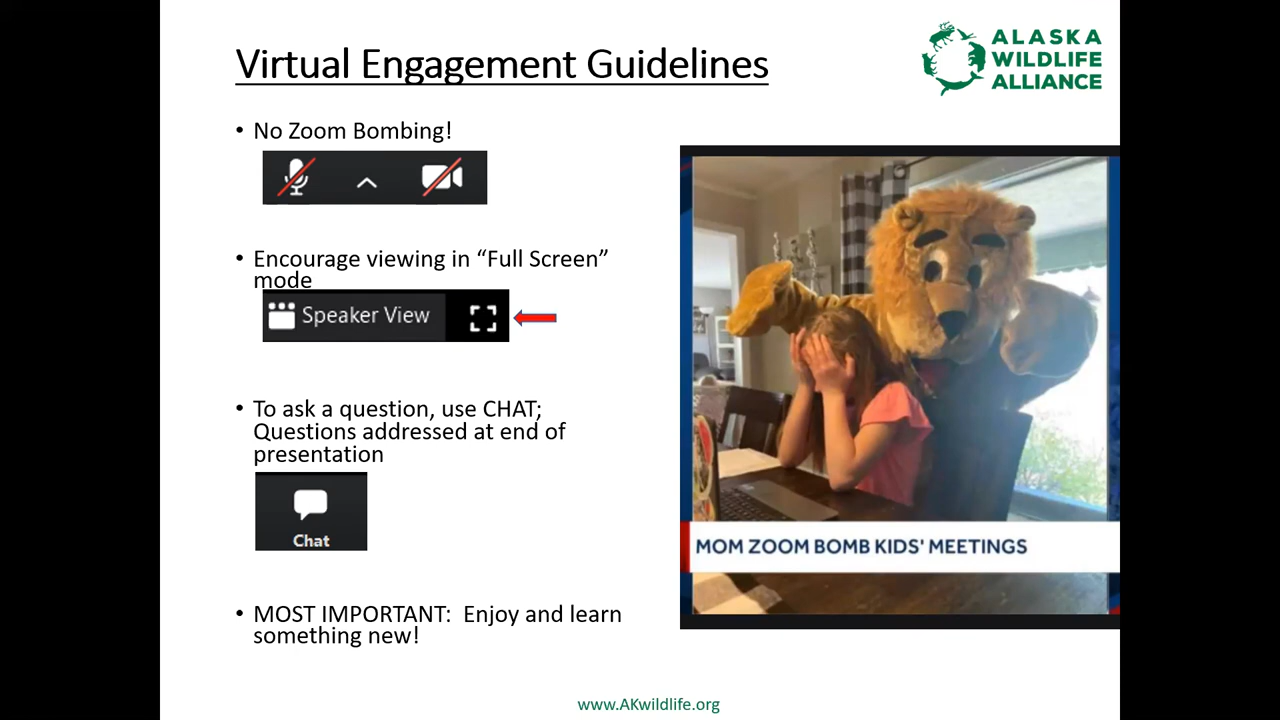 Virtual Engagement Guidelines
ALASKA
WILDLIFE
ALLIANCE
• No Zoom Bombing!
• Encourage viewing in “Full Screen”
mode
Speaker View
• To ask a question, use CHAT;
Questions addressed at end of
presentation
Chat
• MOST IMPORTANT:  Enjoy and learn
something new!
MOM ZOOM BOMB KIDS' MEETINGS
www.AKwildlife.org